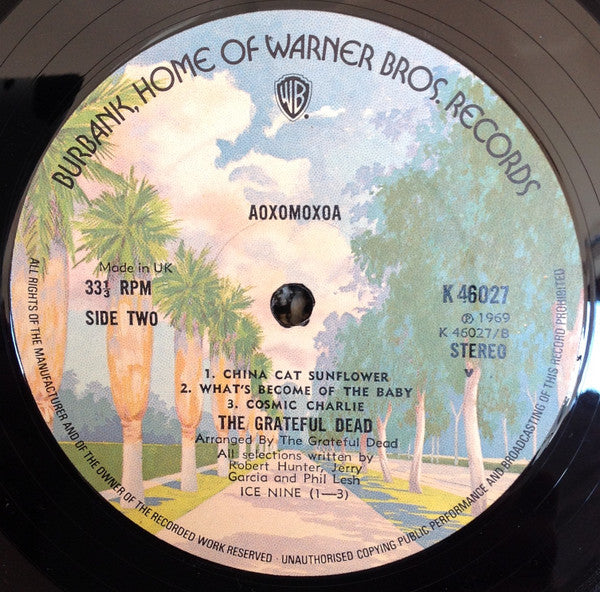 BURBANK, HOME OF WARNER BROS. RECORDS
WB
AOXOMOXOA
Made in UK
33⅓ RPM
SIDE TWO
K 46027
℗ 1969
K 46027/B
STEREO
1. CHINA CAT SUNFLOWER
2. WHAT'S BECOME OF THE BABY
3. COSMIC CHARLIE
THE GRATEFUL DEAD
Arranged By The Grateful Dead
All selections written by
Robert Hunter, Jerry
Garcia and Phil Lesh
ICE NINE (1—3)
ALL RIGHTS OF THE MANUFACTURER AND OF THE OWNER OF THE RECORDED WORK RESERVED · UNAUTHORISED COPYING PUBLIC PERFORMANCE AND BROADCASTING OF THIS RECORD PROHIBITED